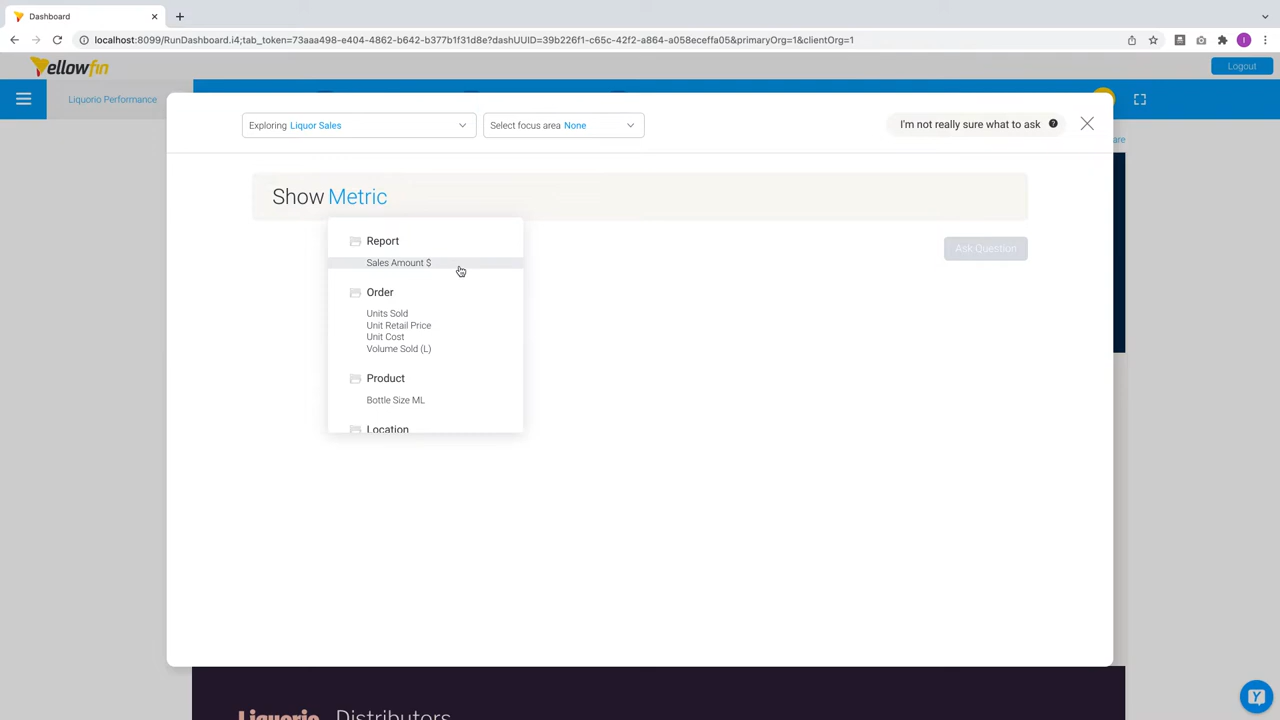 Dashboard
localhost:8099/RunDashboard.i4;tab_token=73aaa498-e404-4862-b642-b377b1f31d8e?dashUUID=39b226f1-c65c-42f2-a864-a058eceffa05&primaryOrg=1&clientOrg=1
Yellowfin
Logout
Liquorio Performance
Exploring Liquor Sales
Select focus area None
I'm not really sure what to ask
Show Metric
Report
Ask Question
Sales Amount $
Order
Units Sold
Unit Retail Price
Unit Cost
Volume Sold (L)
Product
Bottle Size ML
Location
Liquorio Distributors